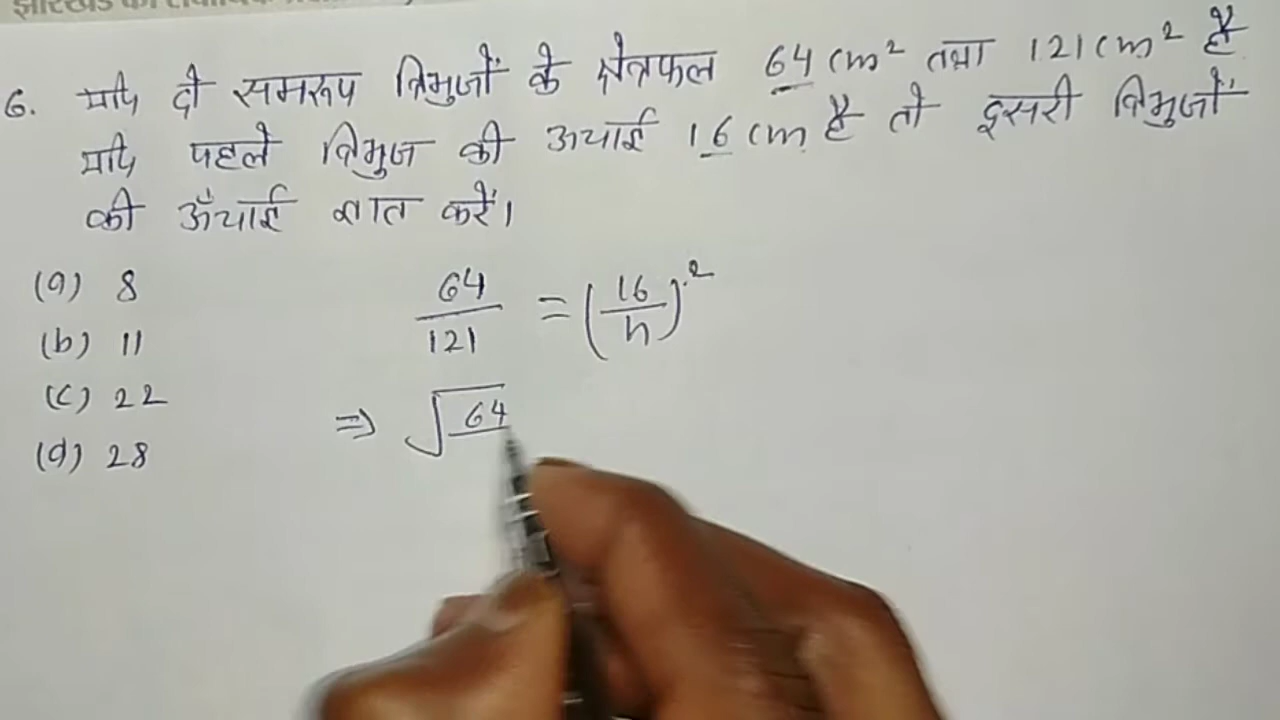 6. यदि दो समरूप त्रिभुजों के क्षेत्रफल 64 cm² तथा 121 cm² है
यदि पहले त्रिभुज की ऊचाई 16 cm है तो दूसरी त्रिभुजों
की ऊँचाई ज्ञात करें।
(a) 8
(b) 11
(c) 22
(d) 28
64/121 = (16/h)²
⇒ √64